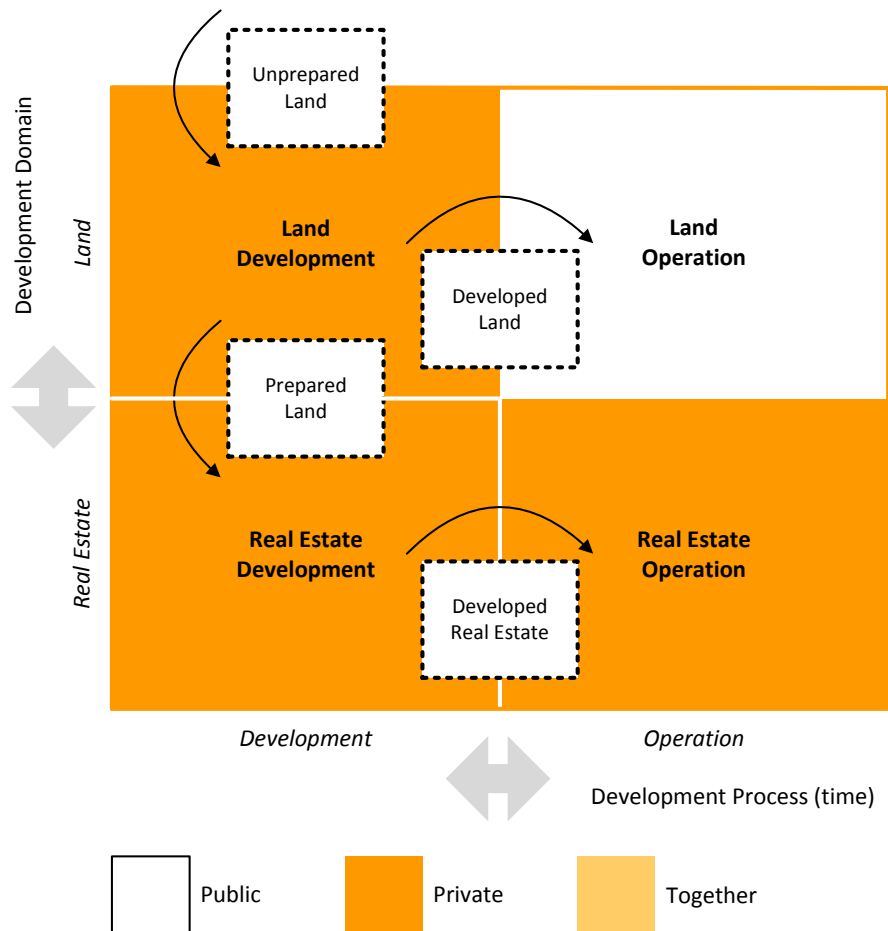 Unprepared
Land
Development Domain
Land
Land
Development
Land
Operation
Developed
Land
Prepared
Land
Real Estate
Real Estate
Development
Real Estate
Operation
Developed
Real Estate
Development
Operation
Development Process (time)
Public
Private
Together